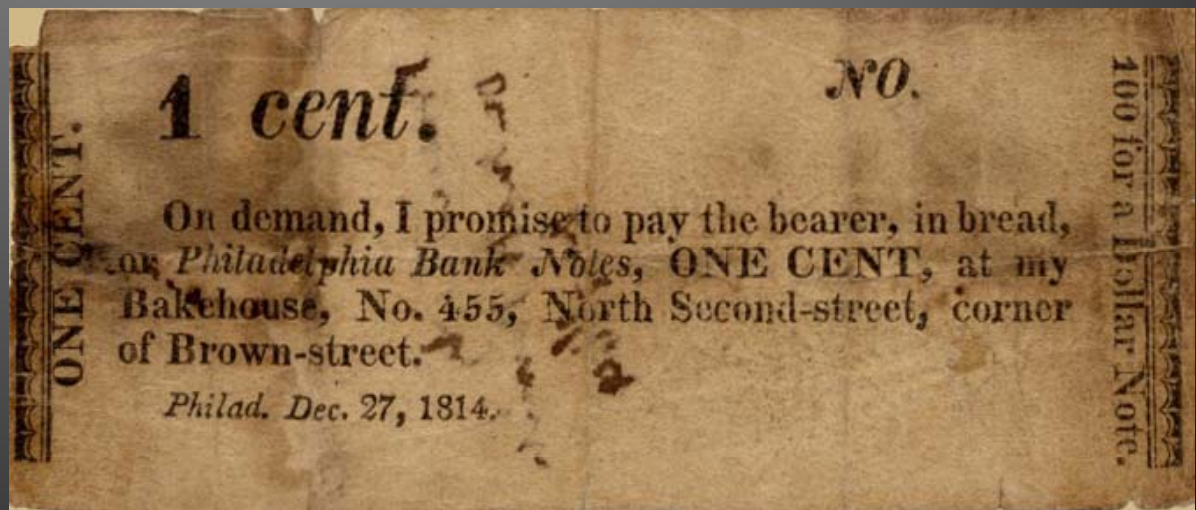 ONE CENT.
1 cent.
NO.
On demand, I promise to pay the bearer, in bread,
or Philadelphia Bank Notes, ONE CENT, at my
Bakehouse, No. 455, North Second-street, corner
of Brown-street.
Philad. Dec. 27, 1814.
100 for a Dollar Note.